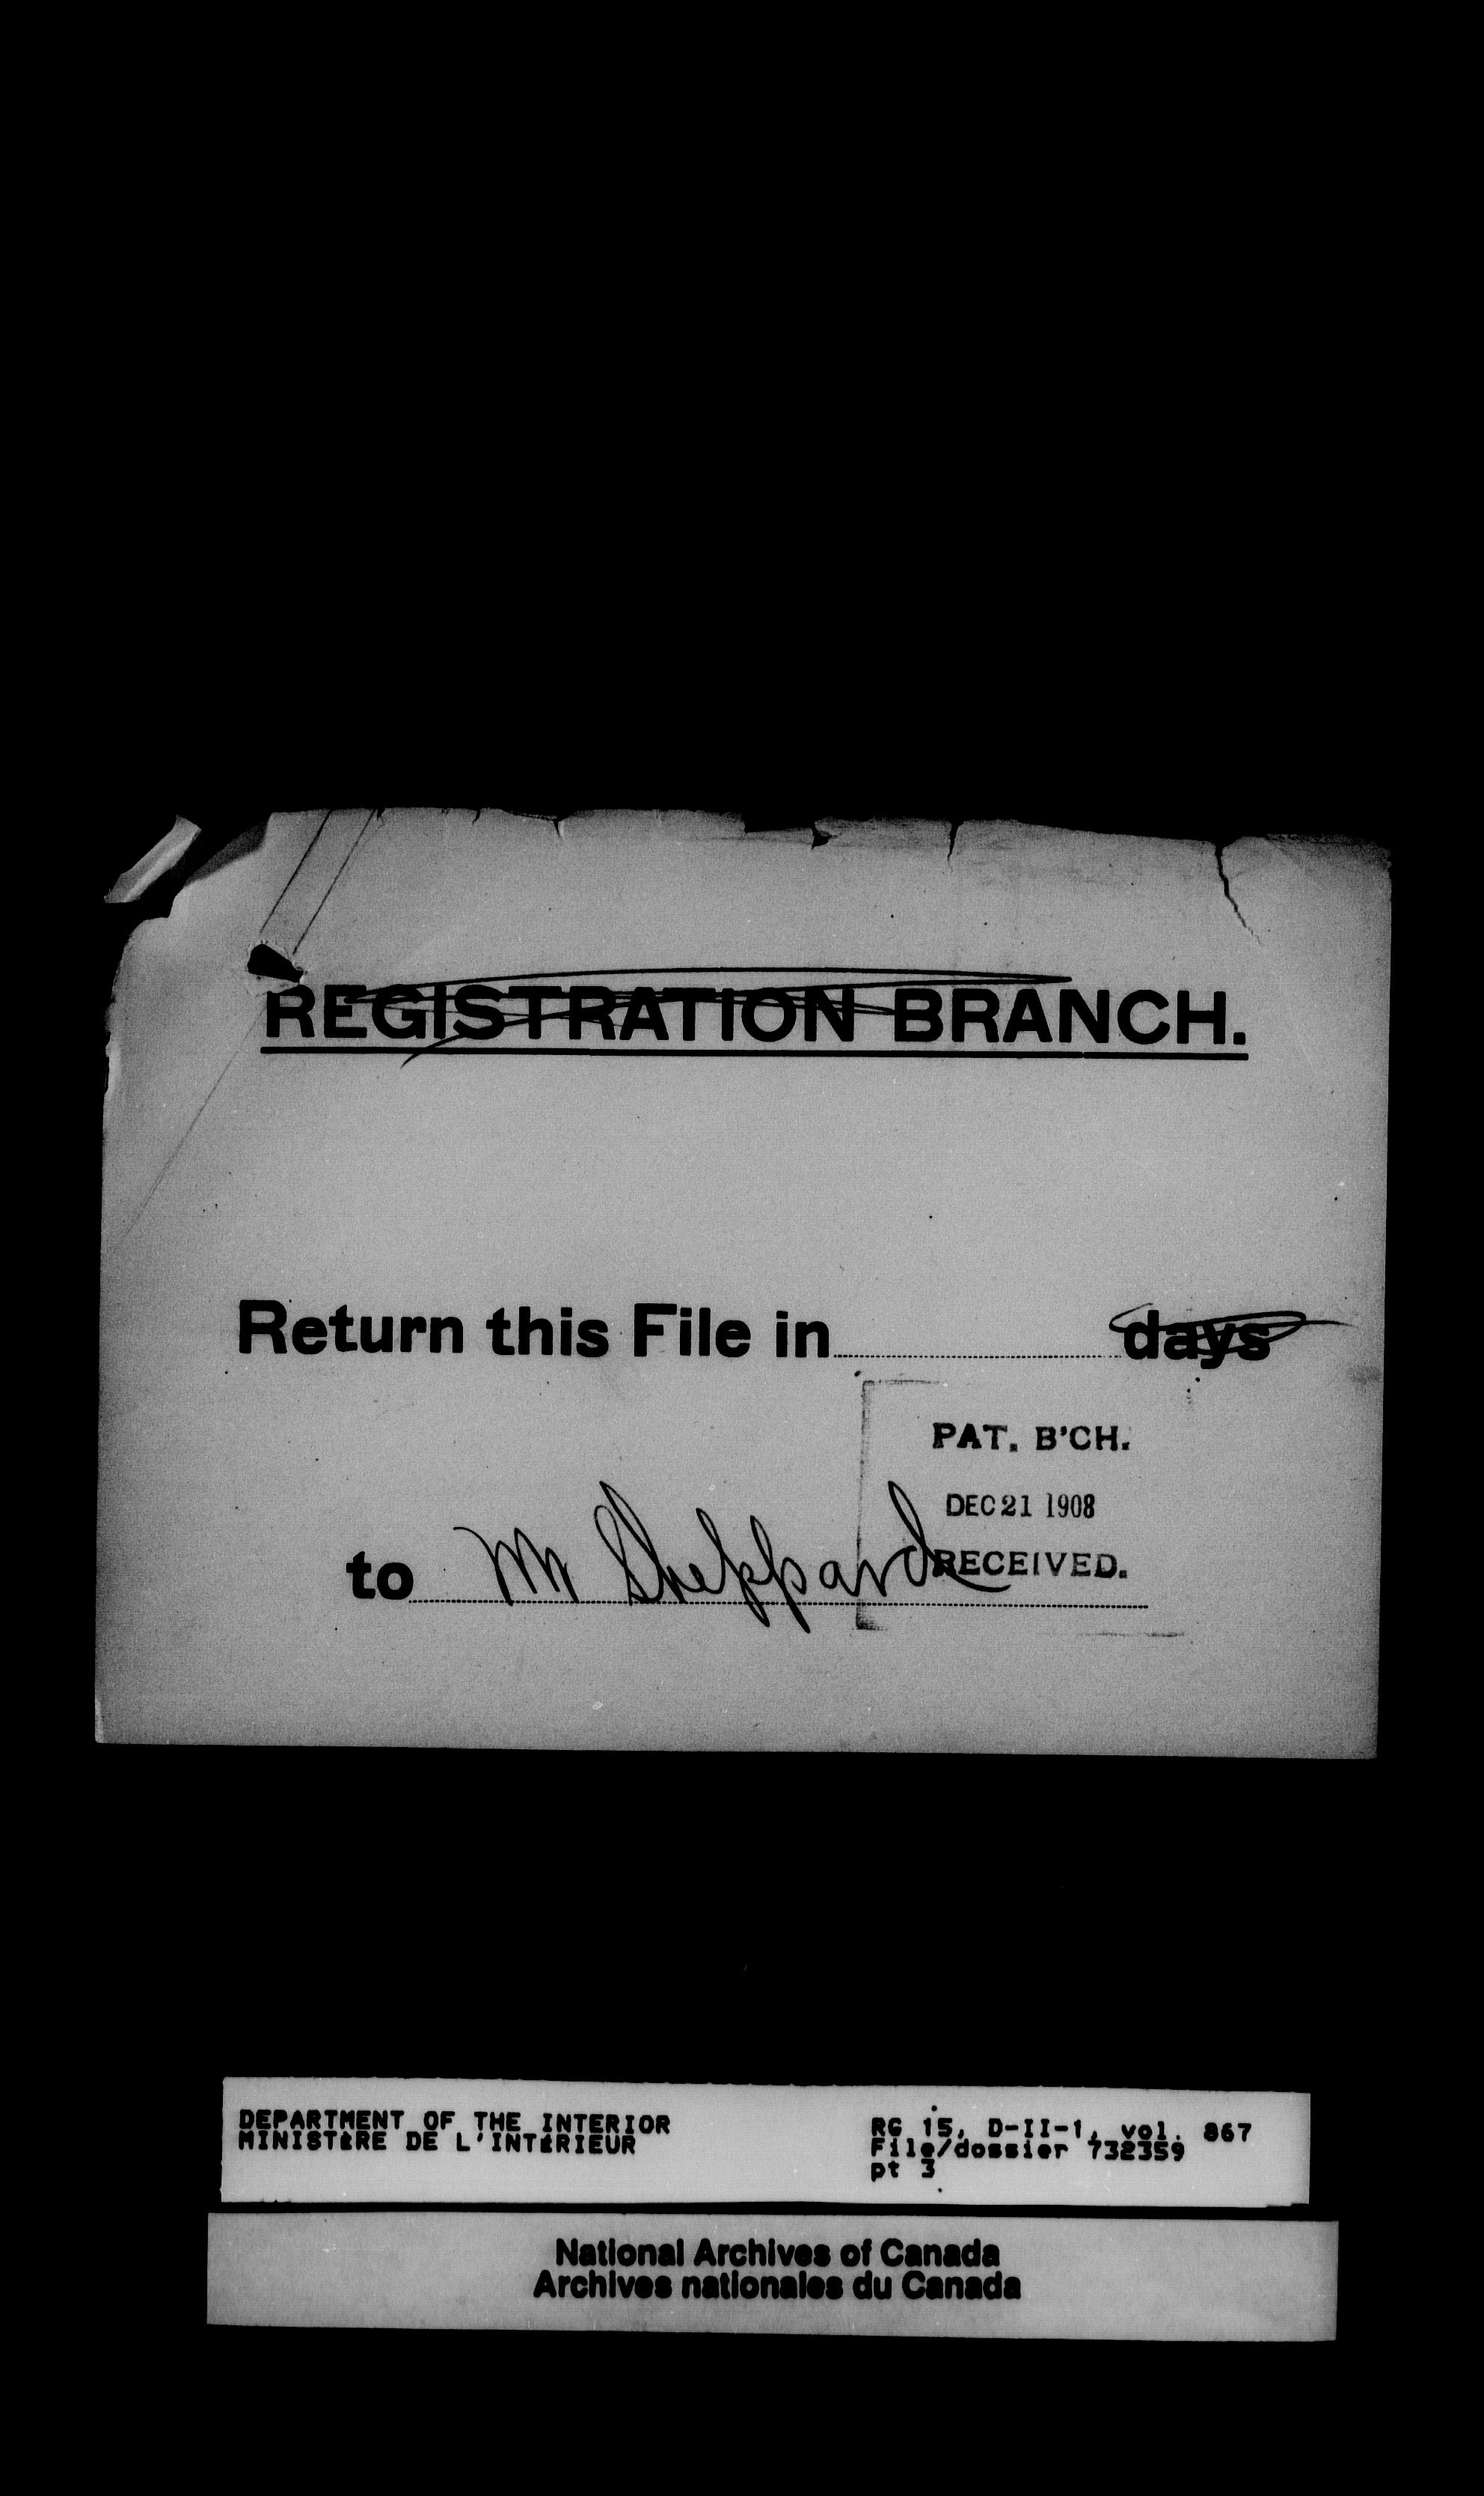 REGISTRATION BRANCH.
Return this File in days
PAT. B'CH.
DEC 21 1908
RECEIVED.
to Mr Sheppard
DEPARTMENT OF THE INTERIOR
MINISTÈRE DE L'INTÉRIEUR
RG 15, D-II-1, vol. 867
File/dossier 732359
pt 3
National Archives of Canada
Archives nationales du Canada